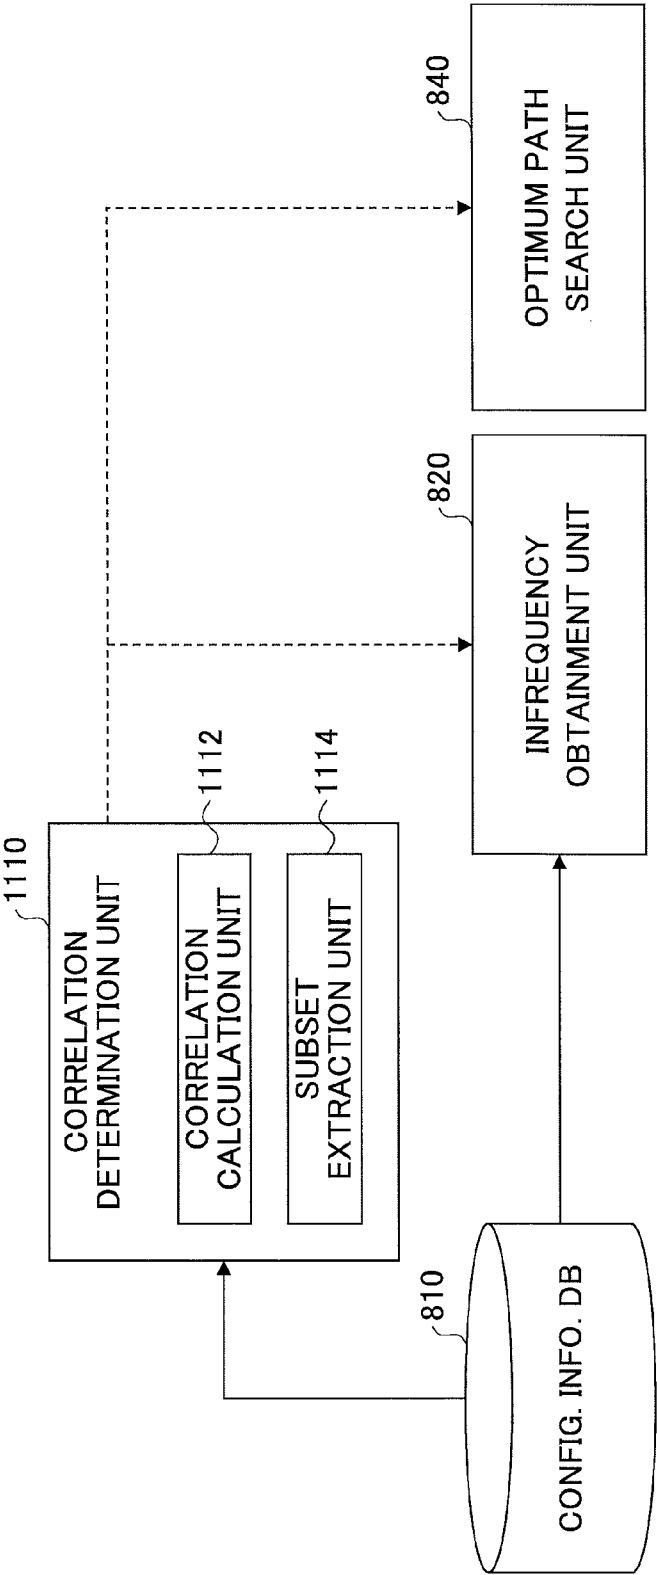 1110
CORRELATION
DETERMINATION UNIT
CORRELATION
CALCULATION UNIT
1112
SUBSET
EXTRACTION UNIT
1114
810
CONFIG. INFO. DB
820
INFREQUENCY
OBTAINMENT UNIT
840
OPTIMUM PATH
SEARCH UNIT